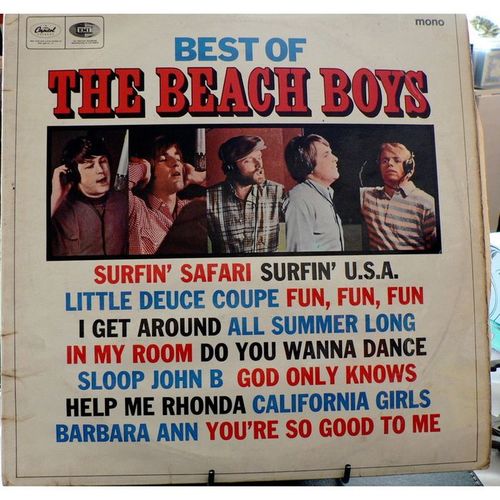 Capitol
EMI
mono
BEST OF
THE BEACH BOYS
SURFIN' SAFARI SURFIN' U.S.A.
LITTLE DEUCE COUPE FUN, FUN, FUN
I GET AROUND ALL SUMMER LONG
IN MY ROOM DO YOU WANNA DANCE
SLOOP JOHN B GOD ONLY KNOWS
HELP ME RHONDA CALIFORNIA GIRLS
BARBARA ANN YOU'RE SO GOOD TO ME